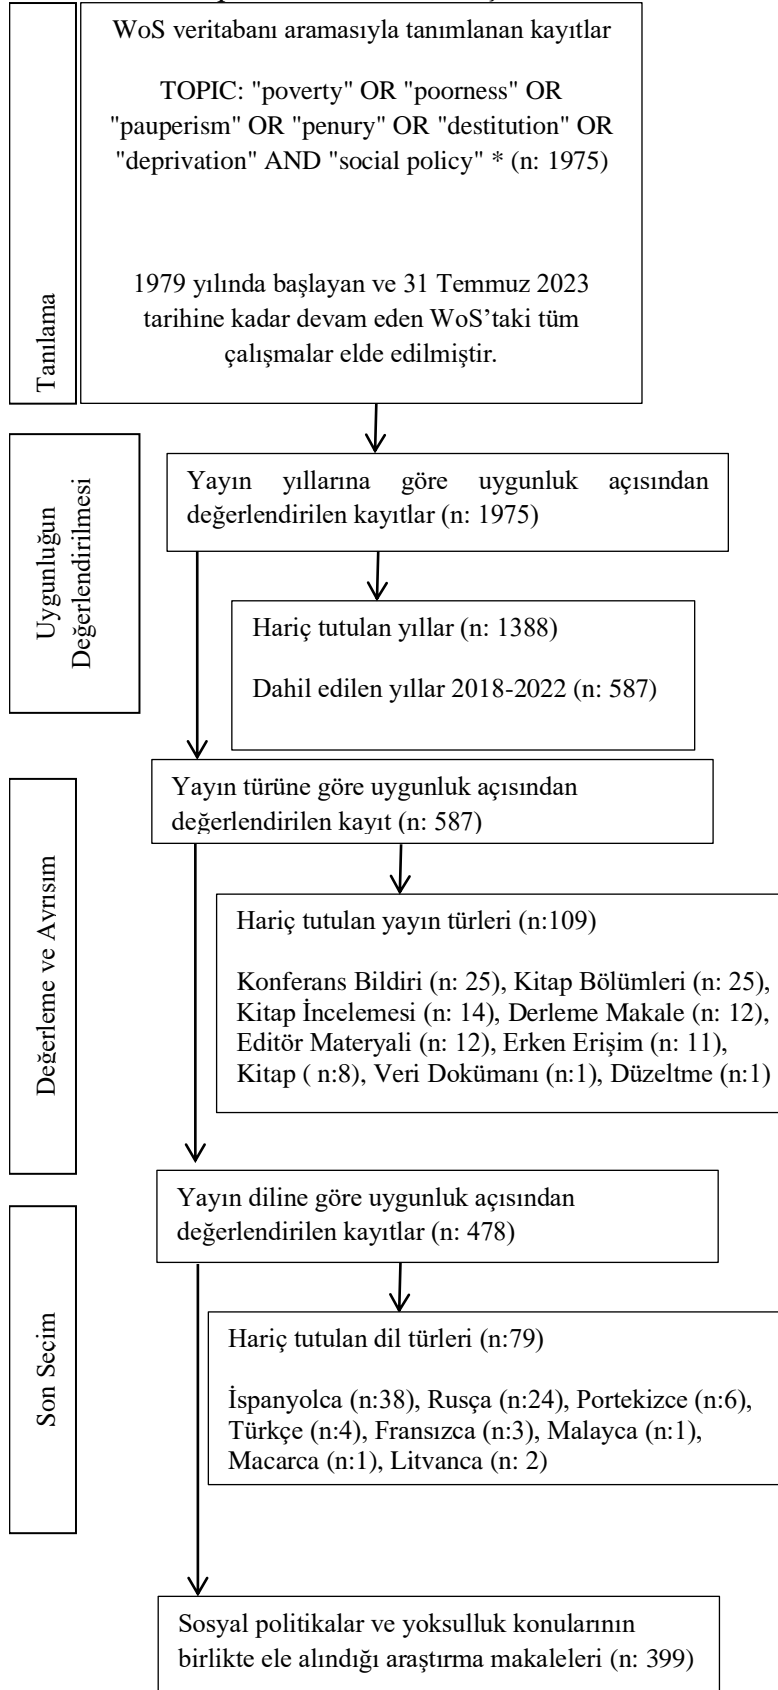 WoS veritabanı aramasıyla tanımlanan kayıtlar
TOPIC: "poverty" OR "poorness" OR
"pauperism" OR "penury" OR "destitution" OR
"deprivation" AND "social policy" * (n: 1975)
1979 yılında başlayan ve 31 Temmuz 2023
tarihine kadar devam eden WoS’taki tüm
çalışmalar elde edilmiştir.
Tanılama
Yayın yıllarına göre uygunluk açısından
değerlendirilen kayıtlar (n: 1975)
Uygunluğun
Değerlendirilmesi
Hariç tutulan yıllar (n: 1388)
Dahil edilen yıllar 2018-2022 (n: 587)
Yayın türüne göre uygunluk açısından
değerlendirilen kayıt (n: 587)
Değerleme ve Ayrışım
Hariç tutulan yayın türleri (n:109)
Konferans Bildiri (n: 25), Kitap Bölümleri (n: 25),
Kitap İncelemesi (n: 14), Derleme Makale (n: 12),
Editör Materyali (n: 12), Erken Erişim (n: 11),
Kitap ( n:8), Veri Dokümanı (n:1), Düzeltme (n:1)
Yayın diline göre uygunluk açısından
değerlendirilen kayıtlar (n: 478)
Son Seçim
Hariç tutulan dil türleri (n:79)
İspanyolca (n:38), Rusça (n:24), Portekizce (n:6),
Türkçe (n:4), Fransızca (n:3), Malayca (n:1),
Macarca (n:1), Litvanca (n: 2)
Sosyal politikalar ve yoksulluk konularının
birlikte ele alındığı araştırma makaleleri (n: 399)